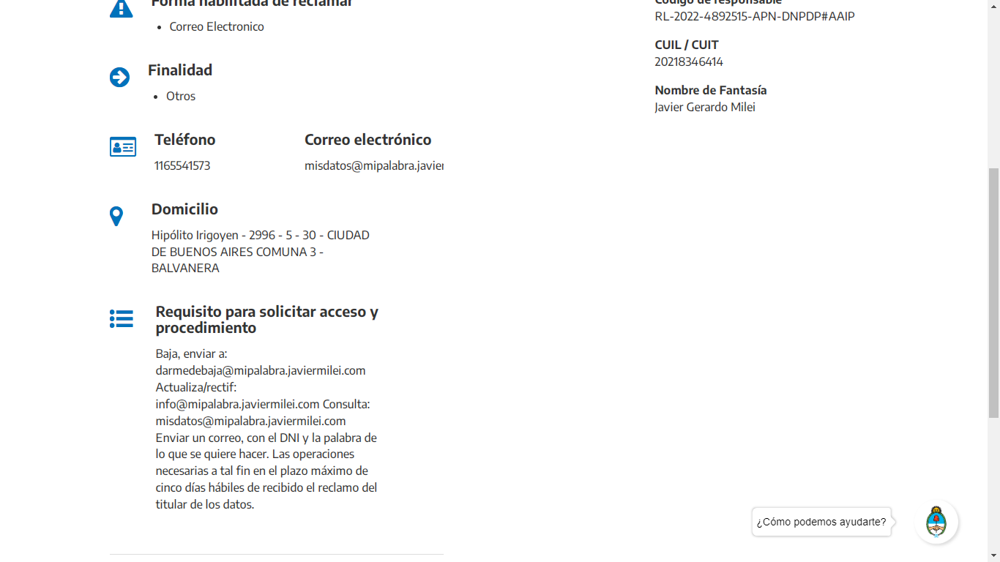 Forma habilitada de reclamar
Correo Electronico
Finalidad
Otros
Teléfono
1165541573
Correo electrónico
misdatos@mipalabra.javier
Domicilio
Hipólito Irigoyen - 2996 - 5 - 30 - CIUDAD
DE BUENOS AIRES COMUNA 3 -
BALVANERA
Requisito para solicitar acceso y
procedimiento
Baja, enviar a:
darmedebaja@mipalabra.javiermilei.com
Actualiza/rectif:
info@mipalabra.javiermilei.com Consulta:
misdatos@mipalabra.javiermilei.com
Enviar un correo, con el DNI y la palabra de
lo que se quiere hacer. Las operaciones
necesarias a tal fin en el plazo máximo de
cinco días hábiles de recibido el reclamo del
titular de los datos.
Código de responsable
RL-2022-4892515-APN-DNPDP#AAIP
CUIL / CUIT
20218346414
Nombre de Fantasía
Javier Gerardo Milei
¿Cómo podemos ayudarte?